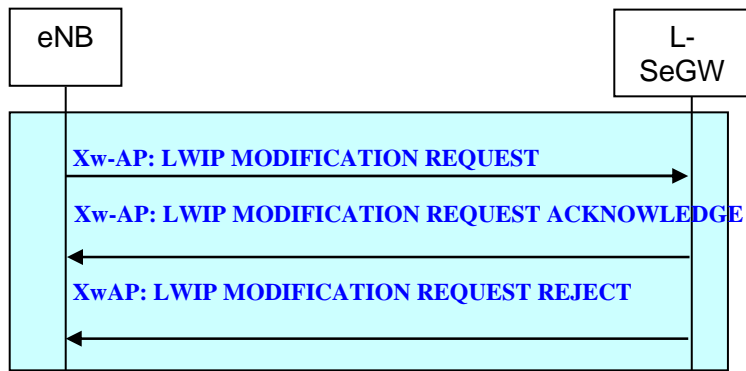 eNB
L-
SeGW
Xw-AP: LWIP MODIFICATION REQUEST
Xw-AP: LWIP MODIFICATION REQUEST ACKNOWLEDGE
XwAP: LWIP MODIFICATION REQUEST REJECT